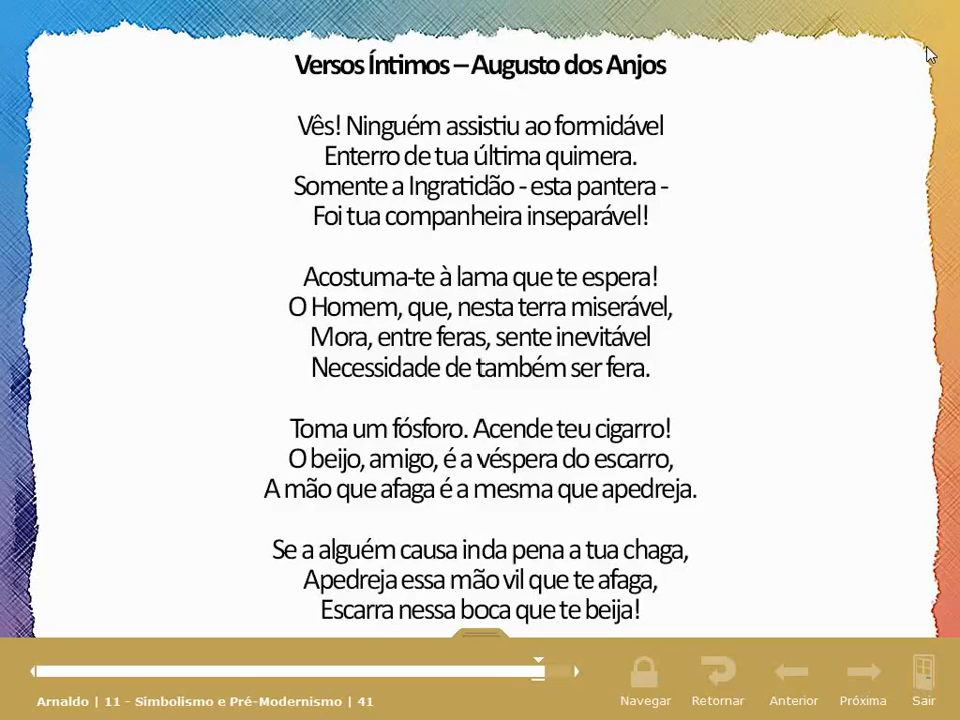 Versos Íntimos – Augusto dos Anjos
Vês! Ninguém assistiu ao formidável
Enterro de tua última quimera.
Somente a Ingratidão - esta pantera -
Foi tua companheira inseparável!
Acostuma-te à lama que te espera!
O Homem, que, nesta terra miserável,
Mora, entre feras, sente inevitável
Necessidade de também ser fera.
Toma um fósforo. Acende teu cigarro!
O beijo, amigo, é a véspera do escarro,
A mão que afaga é a mesma que apedreja.
Se a alguém causa inda pena a tua chaga,
Apedreja essa mão vil que te afaga,
Escarra nessa boca que te beija!
Arnaldo | 11 - Simbolismo e Pré-Modernismo | 41
Navegar Retornar Anterior Próxima Sair